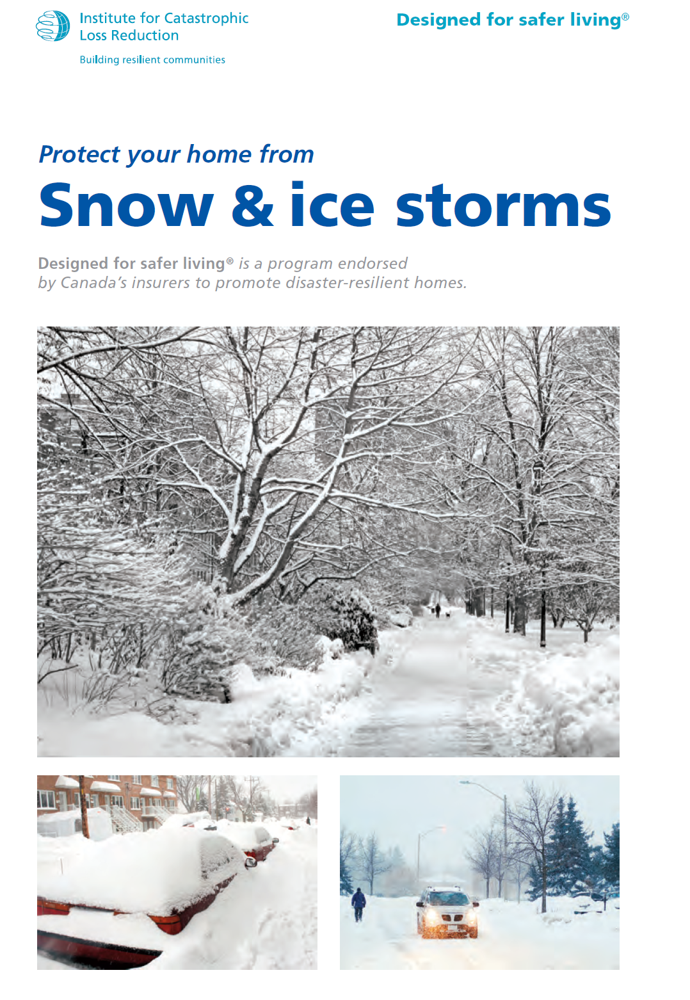 Institute for Catastrophic
Loss Reduction
Building resilient communities
Designed for safer living®
Protect your home from
Snow & ice storms
Designed for safer living® is a program endorsed
by Canada's insurers to promote disaster-resilient homes.